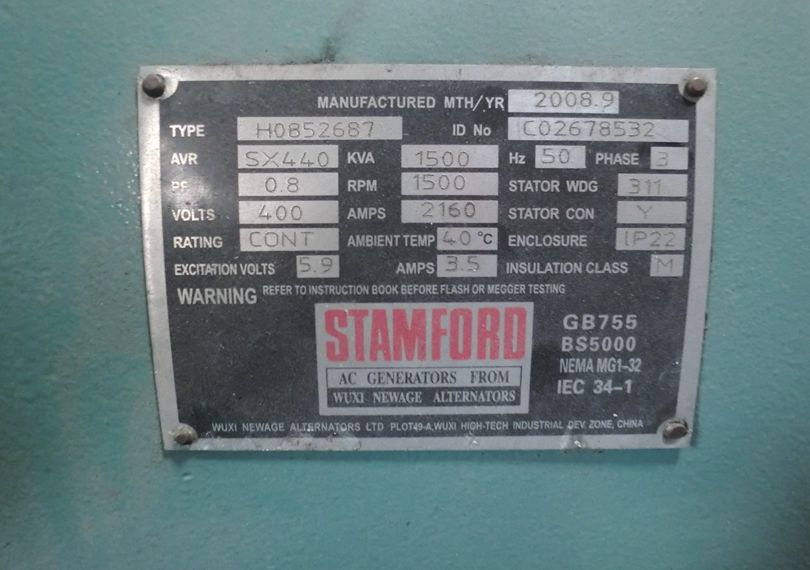 MANUFACTURED MTH/YR 2008.9
TYPE H0852687 ID No C02678532
AVR SX440 KVA 1500 Hz 50 PHASE 3
PF 0.8 RPM 1500 STATOR WDG 311
VOLTS 400 AMPS 2160 STATOR CON Y
RATING CONT AMBIENT TEMP 40 °C ENCLOSURE IP22
EXCITATION VOLTS 5.9 AMPS 3.5 INSULATION CLASS M
WARNING REFER TO INSTRUCTION BOOK BEFORE FLASH OR MEGGER TESTING
STAMFORD
AC GENERATORS FROM
WUXI NEWAGE ALTERNATORS
GB755
BS5000
NEMA MG1-32
IEC 34-1
WUXI NEWAGE ALTERNATORS LTD PLOT49-A,WUXI HIGH-TECH INDUSTRIAL DEV. ZONE, CHINA